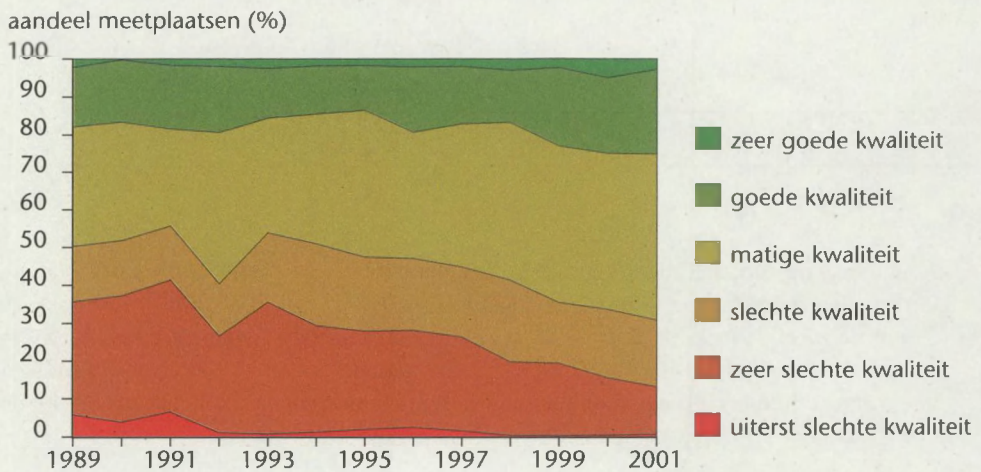 aandeel meetplaatsen (%)
100
90
80
70
60
50
40
30
20
10
0
1989 1991 1993 1995 1997 1999 2001
zeer goede kwaliteit
goede kwaliteit
matige kwaliteit
slechte kwaliteit
zeer slechte kwaliteit
uiterst slechte kwaliteit